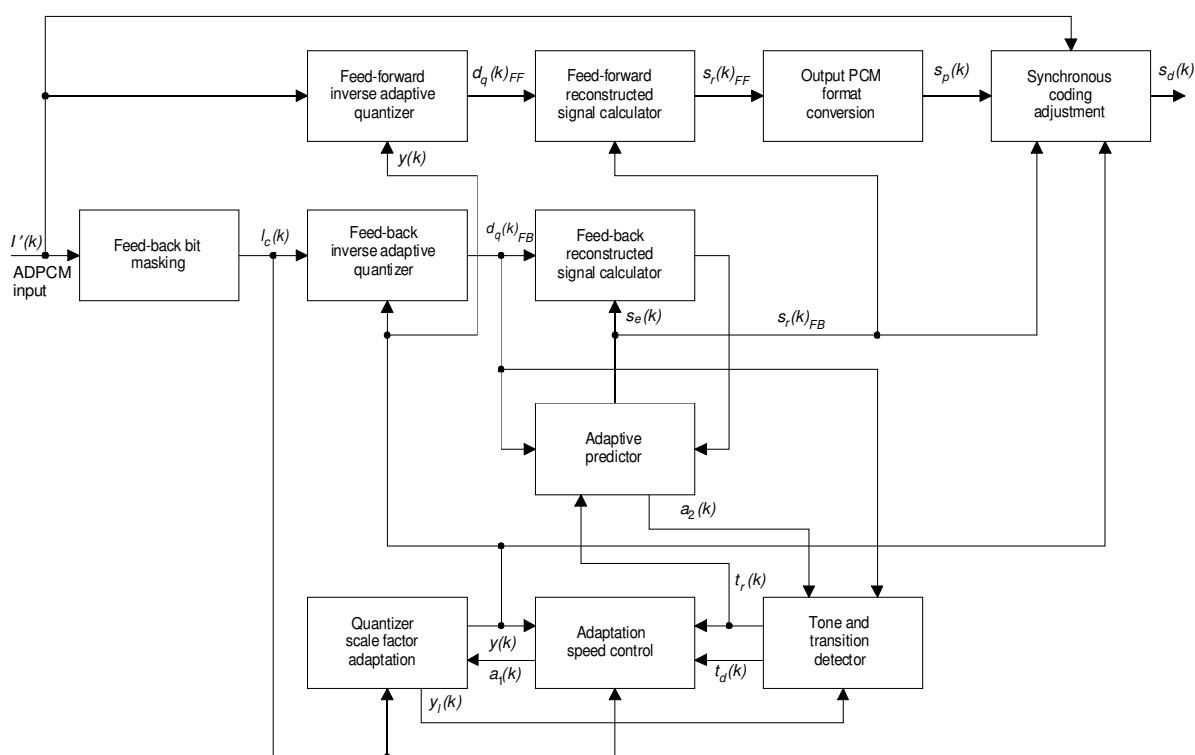 Feed-forward
inverse adaptive
quantizer
d_q(k)_FF
Feed-forward
reconstructed
signal calculator
s_r(k)_FF
Output PCM
format
conversion
s_p(k)
Synchronous
coding
adjustment
s_d(k)
y(k)
I′(k)
ADPCM
input
Feed-back bit
masking
I_c(k)
Feed-back
inverse adaptive
quantizer
d_q(k)_FB
Feed-back
reconstructed
signal calculator
s_e(k)
s_r(k)_FB
Adaptive
predictor
a_2(k)
t_r(k)
Quantizer
scale factor
adaptation
y(k)
a_1(k)
Adaptation
speed control
t_d(k)
Tone and
transition
detector
y_l(k)